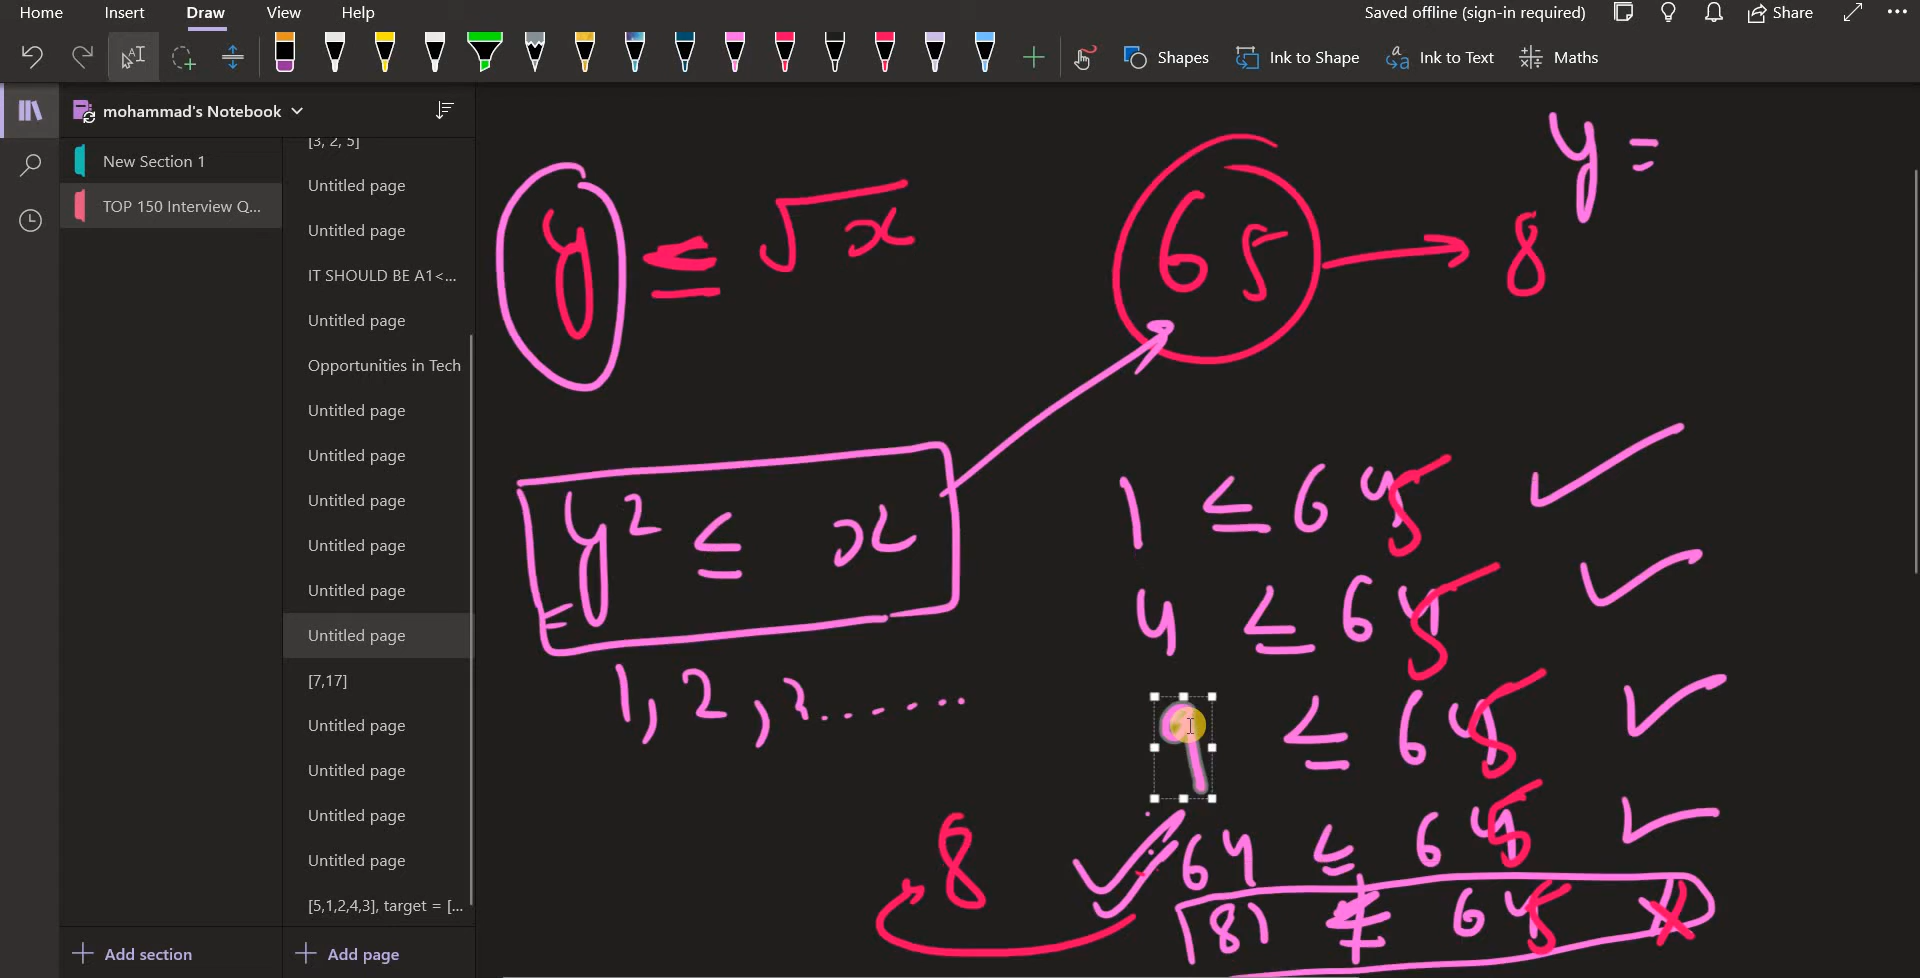 Home Insert Draw View Help Saved offline (sign-in required) Share
Shapes Ink to Shape Ink to Text Maths
mohammad's Notebook
New Section 1
TOP 150 Interview Q...
[3, 2, 5]
Untitled page
Untitled page
IT SHOULD BE A1<...
Untitled page
Opportunities in Tech
Untitled page
Untitled page
Untitled page
Untitled page
Untitled page
Untitled page
[7,17]
Untitled page
Untitled page
Untitled page
Untitled page
[5,1,2,4,3], target = [...
Add section
Add page
y =
y ≤ √x
65 → 8
y² ≤ x
1, 2, 3......
1 ≤ 65 ✓
4 ≤ 65 ✓
9 ≤ 65 ✓
8 ✓ 64 ≤ 65 ✓
81 ≰ 65 X